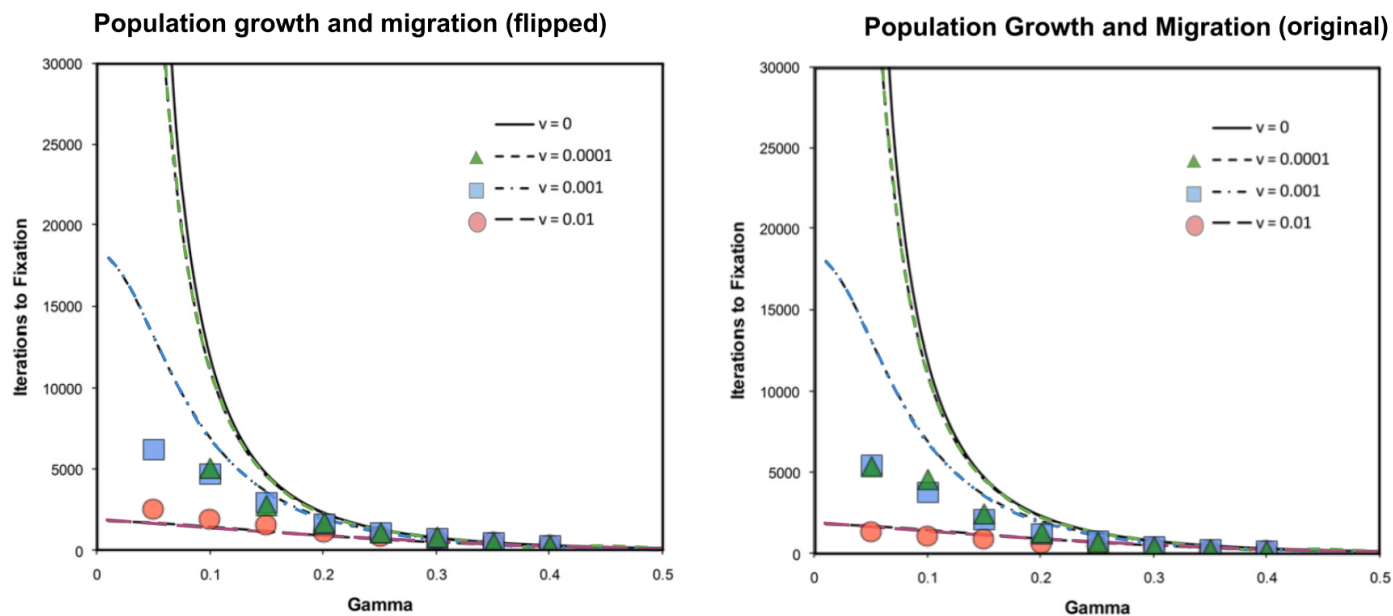 Population growth and migration (flipped)
30000
25000
20000
15000
10000
5000
0
Iterations to Fixation
v = 0
v = 0.0001
v = 0.001
v = 0.01
0
0.1
0.2
0.3
0.4
0.5
Gamma
Population Growth and Migration (original)
30000
25000
20000
15000
10000
5000
0
Iterations to Fixation
v = 0
v = 0.0001
v = 0.001
v = 0.01
0
0.1
0.2
0.3
0.4
0.5
Gamma